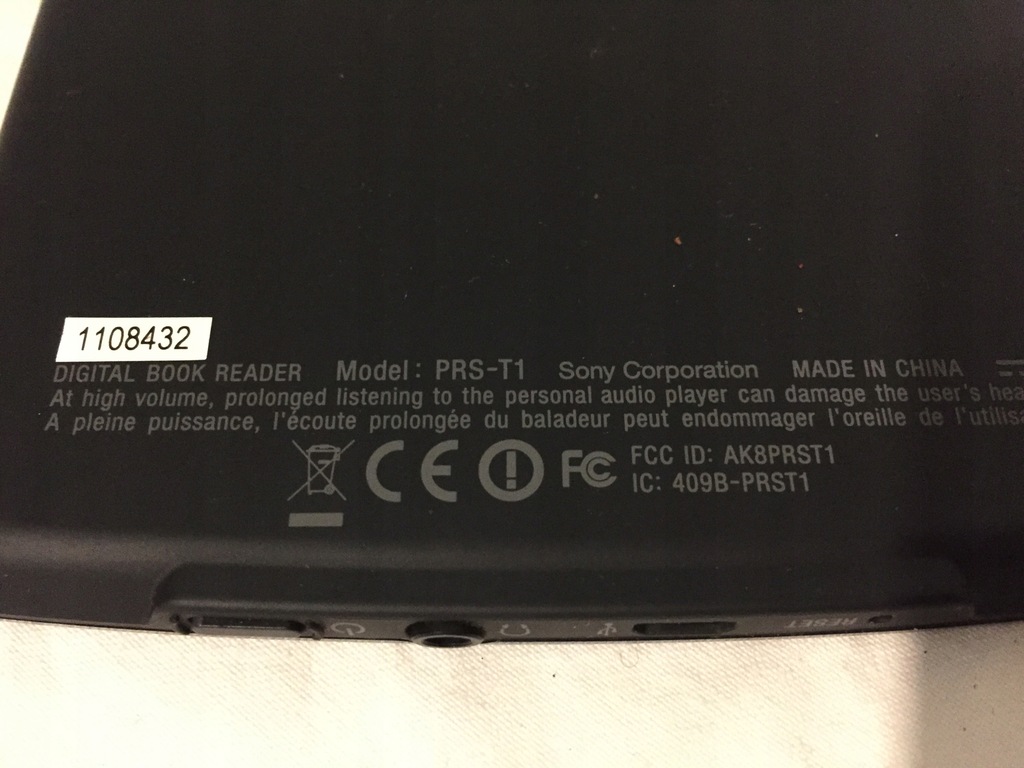 1108432
DIGITAL BOOK READER Model: PRS-T1 Sony Corporation MADE IN CHINA
At high volume, prolonged listening to the personal audio player can damage the user's
A pleine puissance, l'écoute prolongée du baladeur peut endommager l'oreille de
CE FC FCC ID: AK8PRST1
IC: 409B-PRST1
RESET